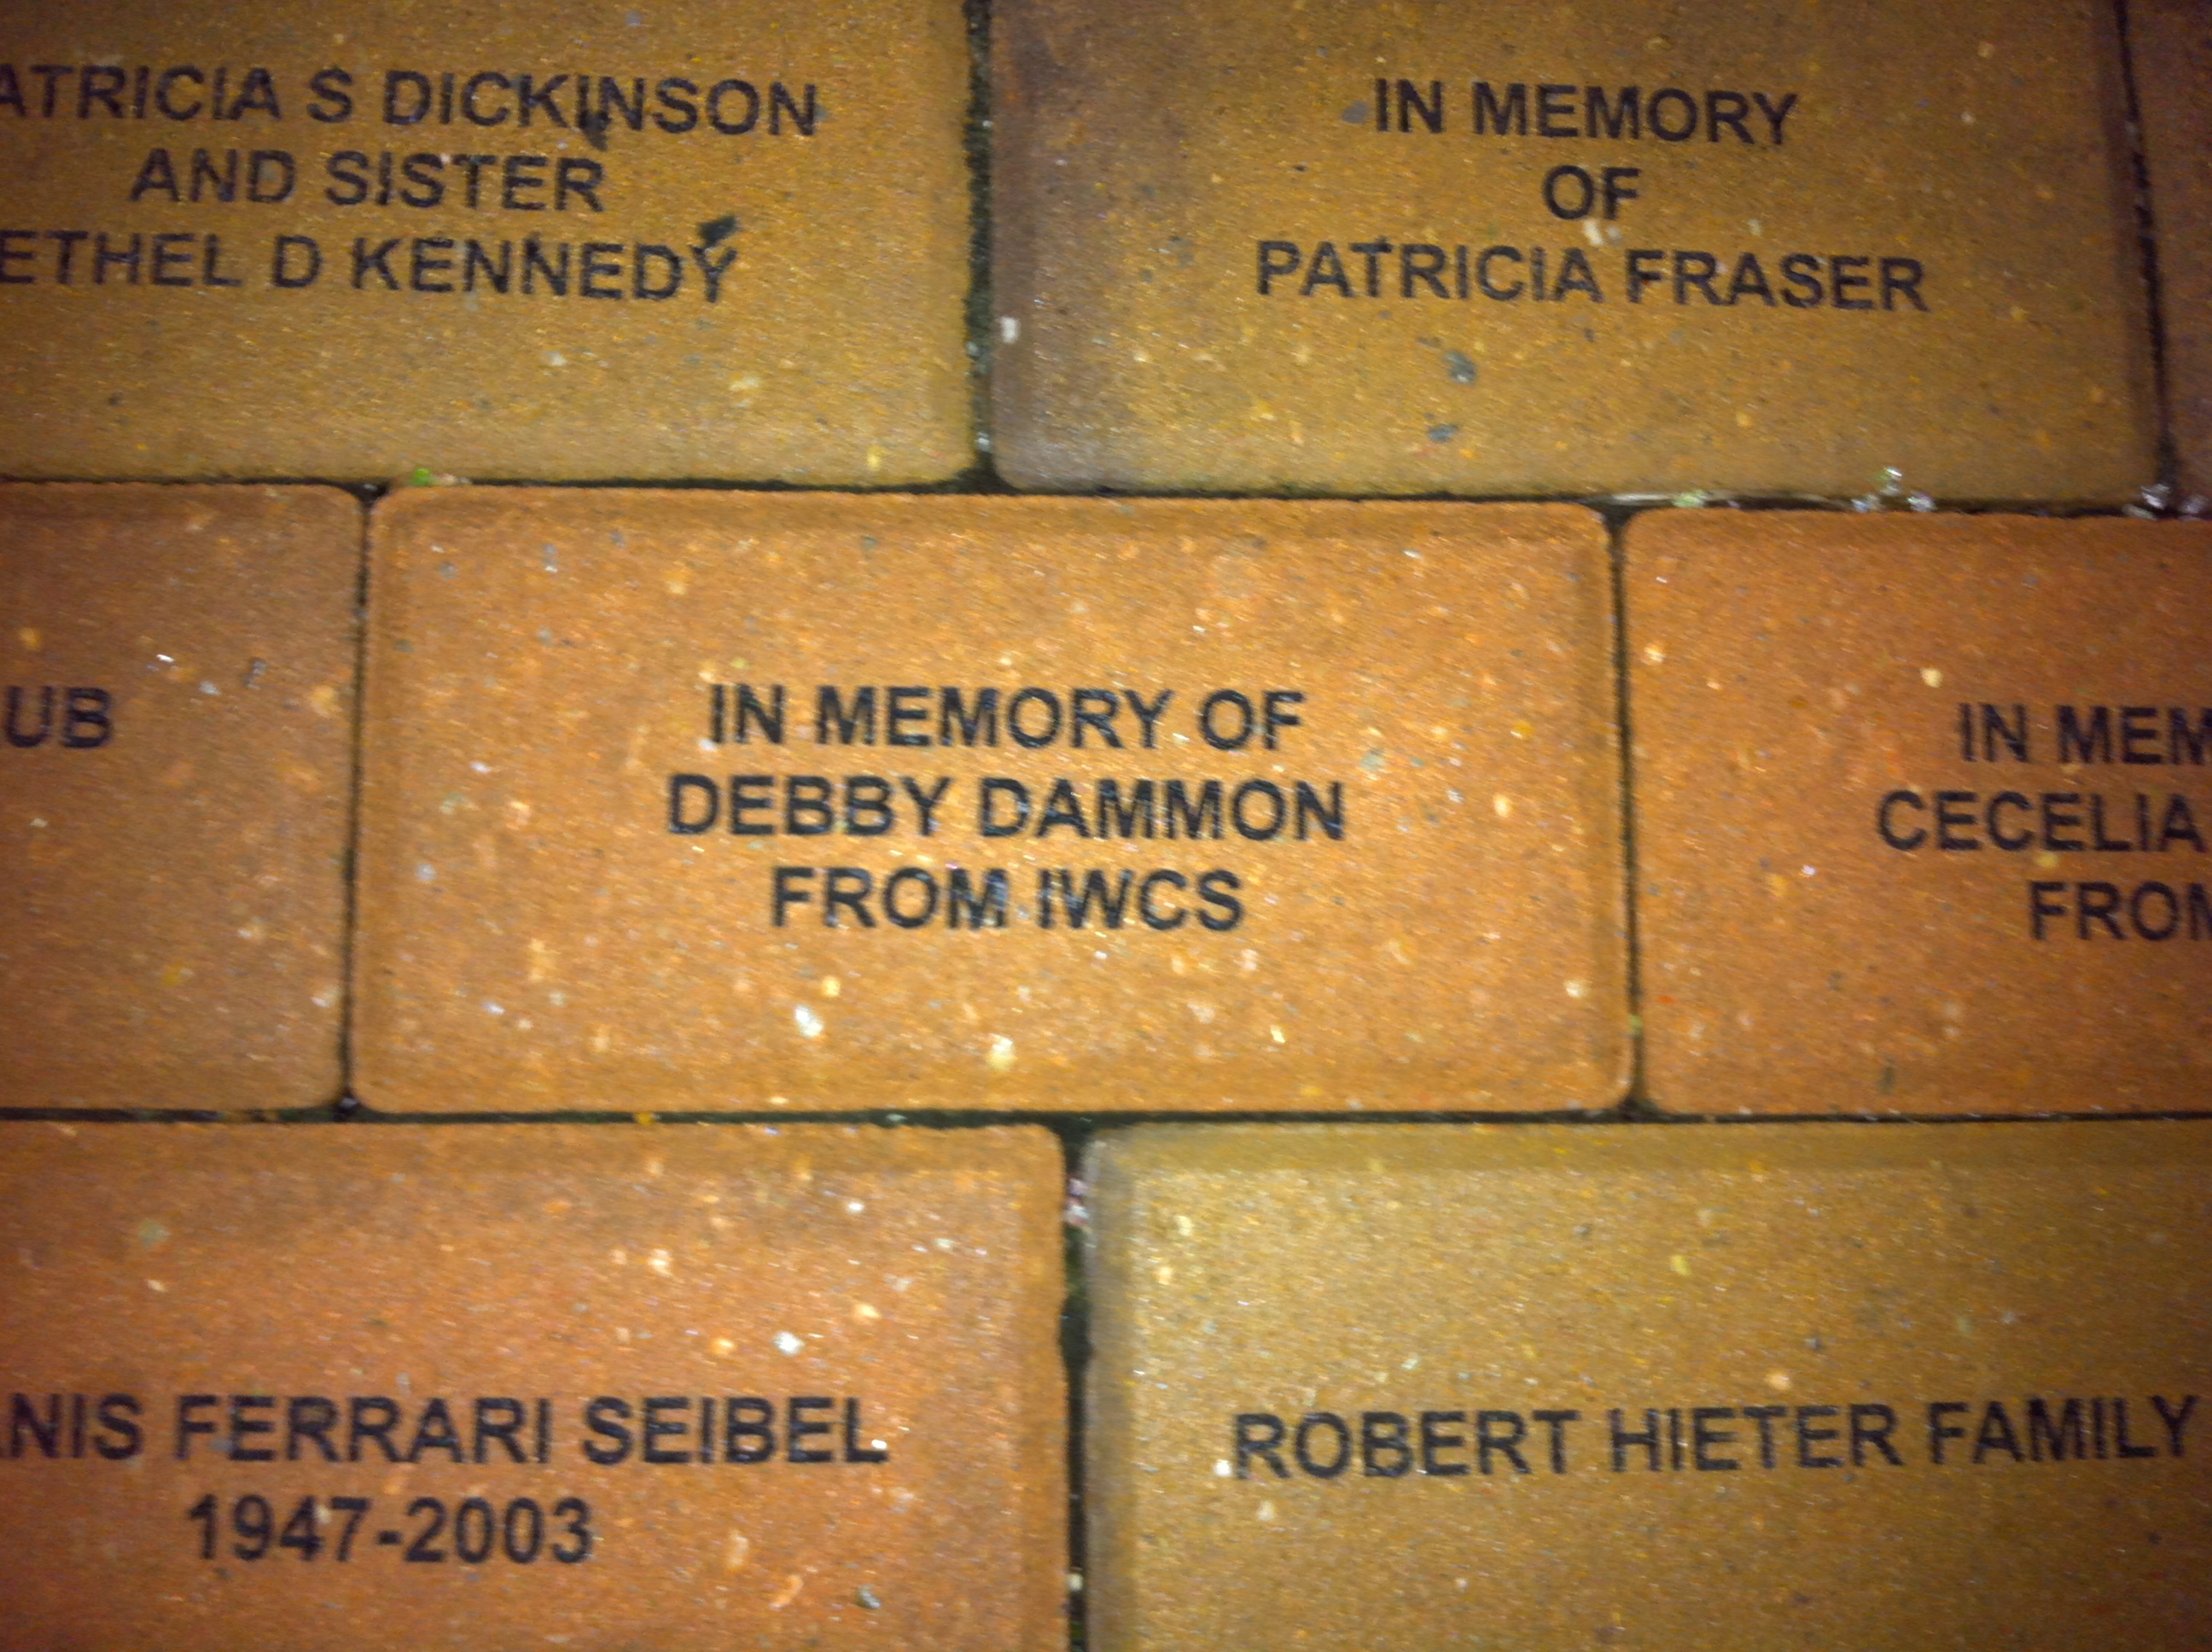 ATRICIA S DICKINSON
AND SISTER
ETHEL D KENNEDY
IN MEMORY
OF
PATRICIA FRASER
UB
IN MEMORY OF
DEBBY DAMMON
FROM IWCS
IN MEM
CECELIA
FROM
NIS FERRARI SEIBEL
1947-2003
ROBERT HIETER FAMILY